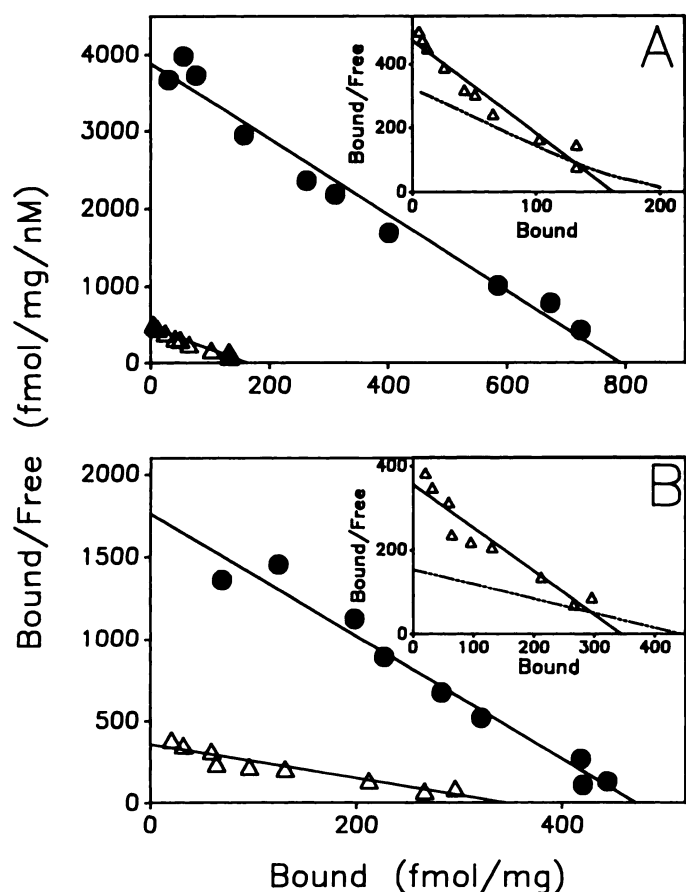 A
4000
3000
2000
1000
0
0 200 400 600 800
Bound/Free
400
200
0
0 100 200
Bound
Bound/Free (fmol/mg/nM)
B
2000
1500
1000
500
0
0 200 400
Bound/Free
400
200
0
0 100 200 300 400
Bound
Bound (fmol/mg)